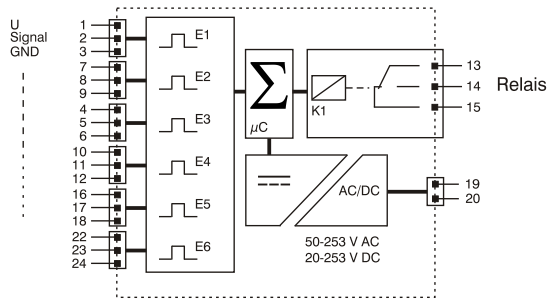 U
Signal
GND
1
2
3
7
8
9
4
5
6
10
11
12
16
17
18
22
23
24
E1
E2
E3
E4
E5
E6
Σ
µC
K1
13
14
15
Relais
AC/DC
19
20
50-253 V AC
20-253 V DC